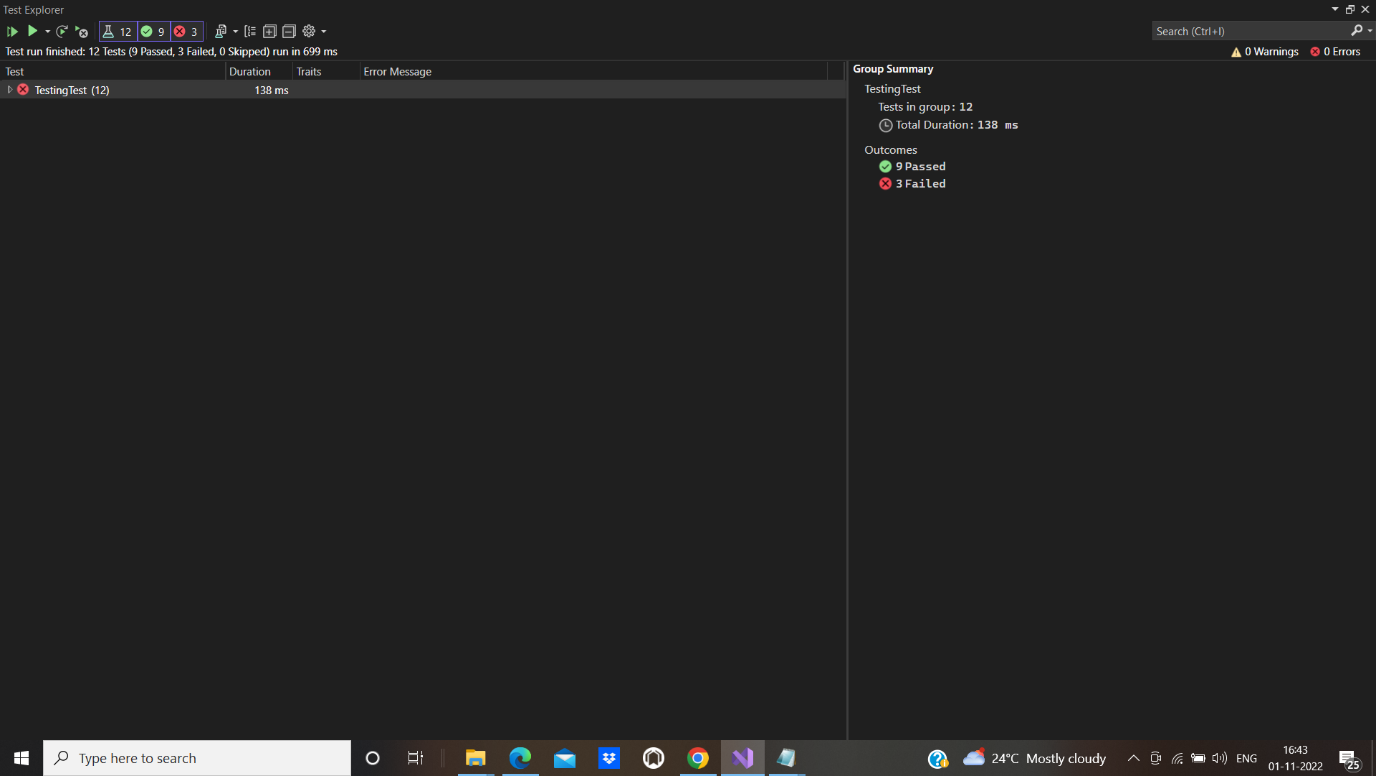 Test Explorer
12 9 3
Search (Ctrl+I)
Test run finished: 12 Tests (9 Passed, 3 Failed, 0 Skipped) run in 699 ms
0 Warnings 0 Errors
Test Duration Traits Error Message
TestingTest (12) 138 ms
Group Summary
TestingTest
Tests in group: 12
Total Duration: 138 ms
Outcomes
9 Passed
3 Failed
Type here to search
24°C Mostly cloudy
ENG
16:43
01-11-2022
25